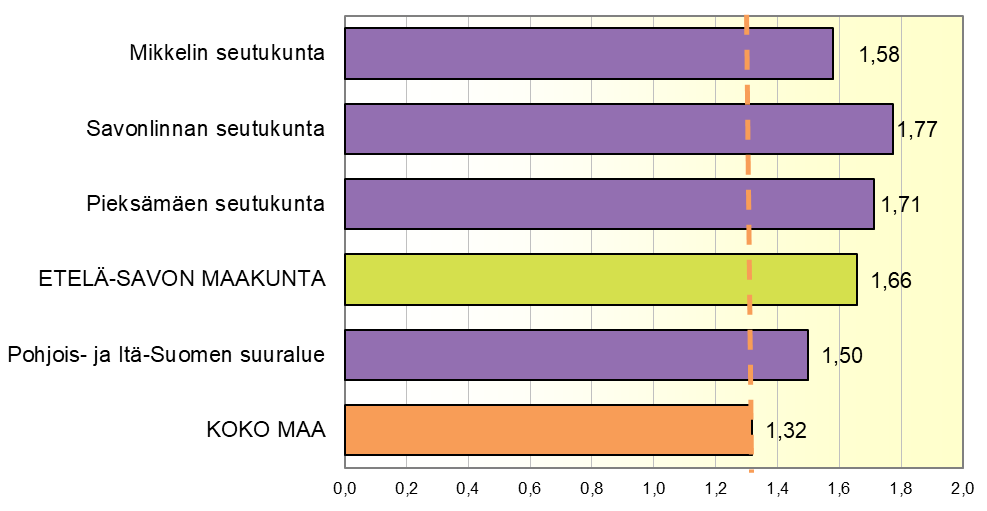 Mikkelin seutukunta
1,58
Savonlinnan seutukunta
1,77
Pieksämäen seutukunta
1,71
ETELÄ-SAVON MAAKUNTA
1,66
Pohjois- ja Itä-Suomen suuralue
1,50
KOKO MAA
1,32
0,0 0,2 0,4 0,6 0,8 1,0 1,2 1,4 1,6 1,8 2,0